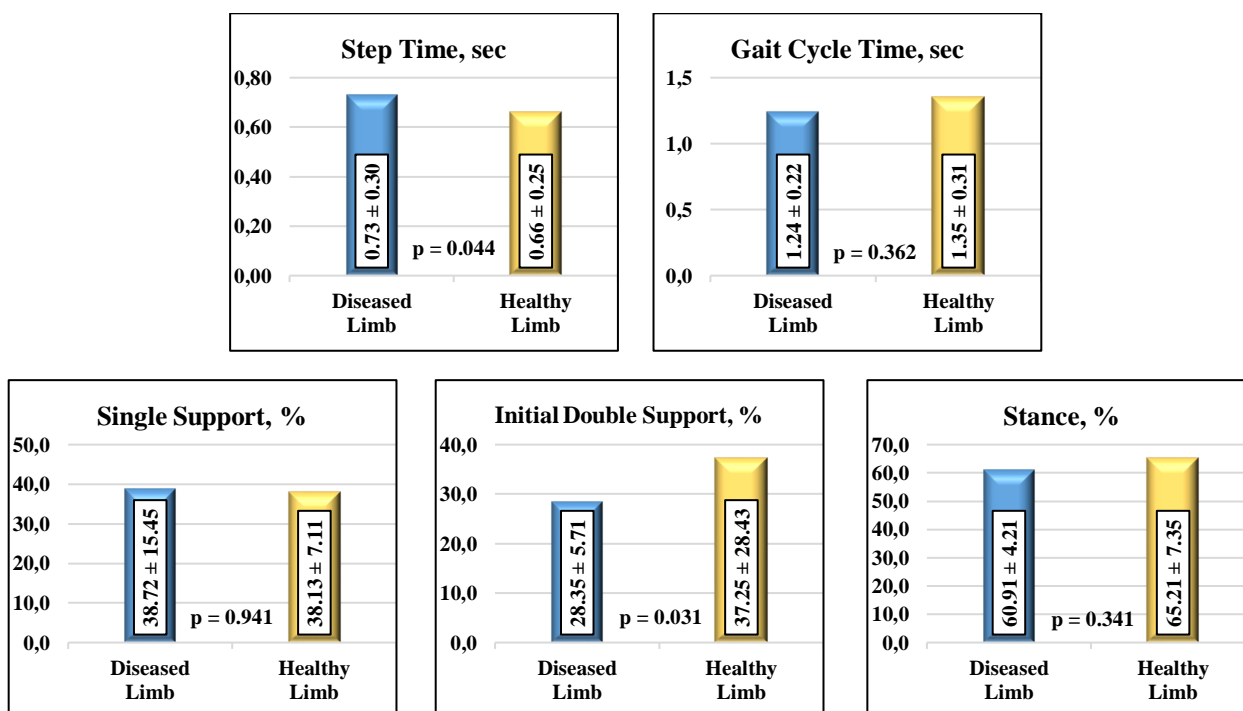 Step Time, sec
0,80
0,60
0,40
0,20
0,00
0.73 ± 0.30
p = 0.044
0.66 ± 0.25
Diseased
Limb
Healthy
Limb
Gait Cycle Time, sec
1,5
1,0
0,5
0,0
1.24 ± 0.22
p = 0.362
1.35 ± 0.31
Diseased
Limb
Healthy
Limb
Single Support, %
50,0
40,0
30,0
20,0
10,0
0,0
38.72 ± 15.45
p = 0.941
38.13 ± 7.11
Diseased
Limb
Healthy
Limb
Initial Double Support, %
40,0
30,0
20,0
10,0
0,0
28.35 ± 5.71
p = 0.031
37.25 ± 28.43
Diseased
Limb
Healthy
Limb
Stance, %
70,0
60,0
50,0
40,0
30,0
20,0
10,0
0,0
60.91 ± 4.21
p = 0.341
65.21 ± 7.35
Diseased
Limb
Healthy
Limb